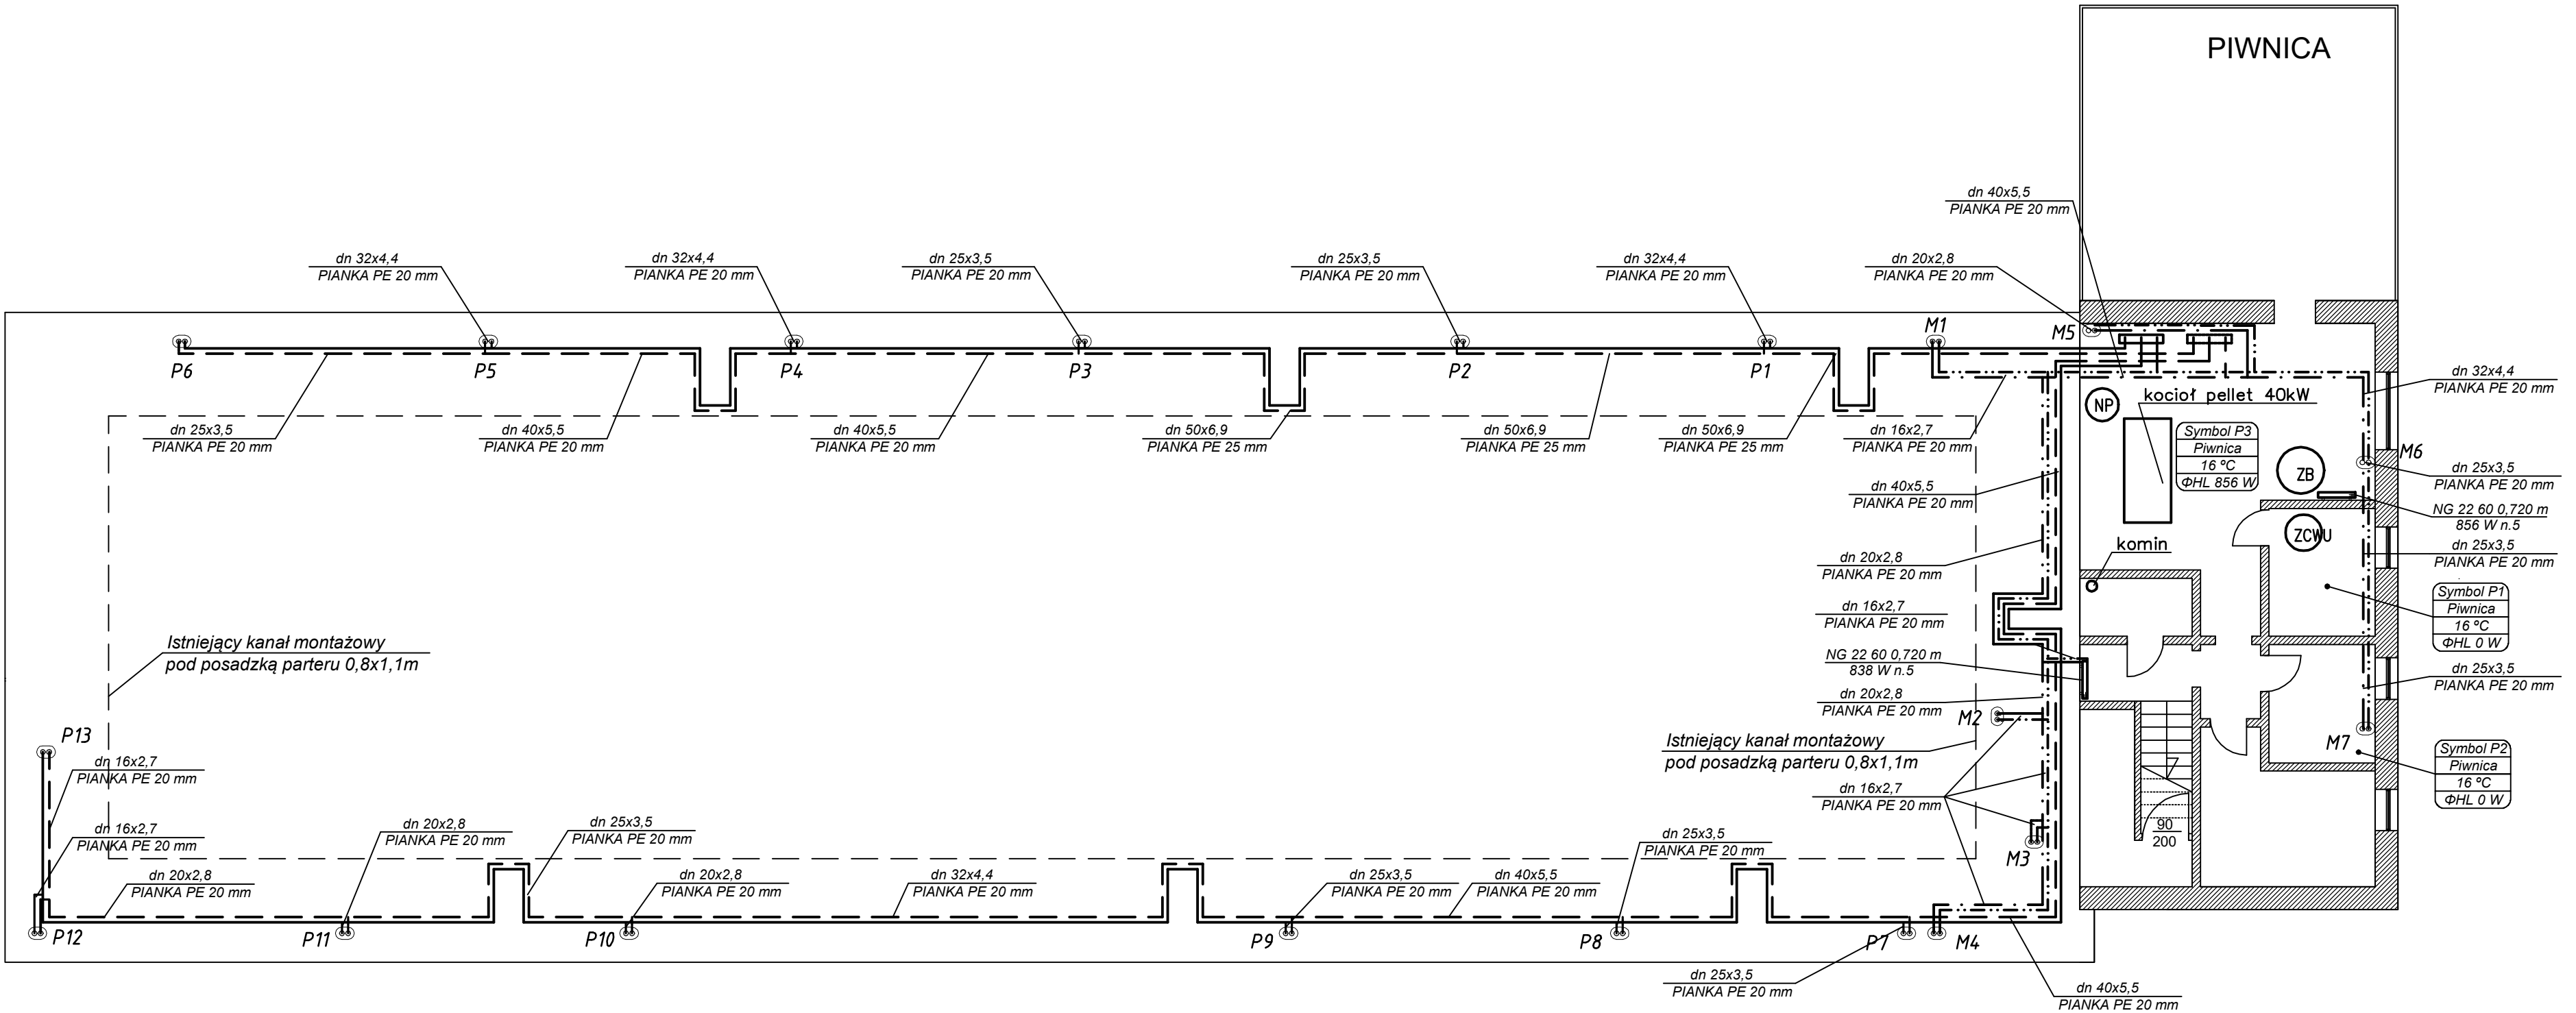 PIWNICA
dn 40x5,5
PIANKA PE 20 mm
dn 32x4,4
PIANKA PE 20 mm
dn 32x4,4
PIANKA PE 20 mm
dn 25x3,5
PIANKA PE 20 mm
dn 25x3,5
PIANKA PE 20 mm
dn 32x4,4
PIANKA PE 20 mm
dn 20x2,8
PIANKA PE 20 mm
M1
M5
P6
P5
P4
P3
P2
P1
dn 32x4,4
PIANKA PE 20 mm
kocioł pellet 40kW
NP
dn 25x3,5
PIANKA PE 20 mm
dn 40x5,5
PIANKA PE 20 mm
dn 40x5,5
PIANKA PE 20 mm
dn 50x6,9
PIANKA PE 25 mm
dn 50x6,9
PIANKA PE 25 mm
dn 50x6,9
PIANKA PE 25 mm
dn 16x2,7
PIANKA PE 20 mm
Symbol P3
Piwnica
16 ºC
ΦHL 856 W
M6
ZB
dn 25x3,5
PIANKA PE 20 mm
dn 40x5,5
PIANKA PE 20 mm
NG 22 60 0,720 m
856 W n.5
ZCWU
komin
dn 25x3,5
PIANKA PE 20 mm
dn 20x2,8
PIANKA PE 20 mm
Symbol P1
Piwnica
16 ºC
ΦHL 0 W
dn 16x2,7
PIANKA PE 20 mm
Istniejący kanał montażowy
pod posadzką parteru 0,8x1,1m
NG 22 60 0,720 m
838 W n.5
dn 25x3,5
PIANKA PE 20 mm
dn 20x2,8
PIANKA PE 20 mm
M2
Istniejący kanał montażowy
pod posadzką parteru 0,8x1,1m
M7
Symbol P2
Piwnica
16 ºC
ΦHL 0 W
P13
dn 16x2,7
PIANKA PE 20 mm
dn 16x2,7
PIANKA PE 20 mm
90
200
dn 16x2,7
PIANKA PE 20 mm
dn 20x2,8
PIANKA PE 20 mm
dn 25x3,5
PIANKA PE 20 mm
dn 25x3,5
PIANKA PE 20 mm
M3
dn 20x2,8
PIANKA PE 20 mm
dn 20x2,8
PIANKA PE 20 mm
dn 32x4,4
PIANKA PE 20 mm
dn 25x3,5
PIANKA PE 20 mm
dn 40x5,5
PIANKA PE 20 mm
P12
P11
P10
P9
P8
P7
M4
dn 25x3,5
PIANKA PE 20 mm
dn 40x5,5
PIANKA PE 20 mm